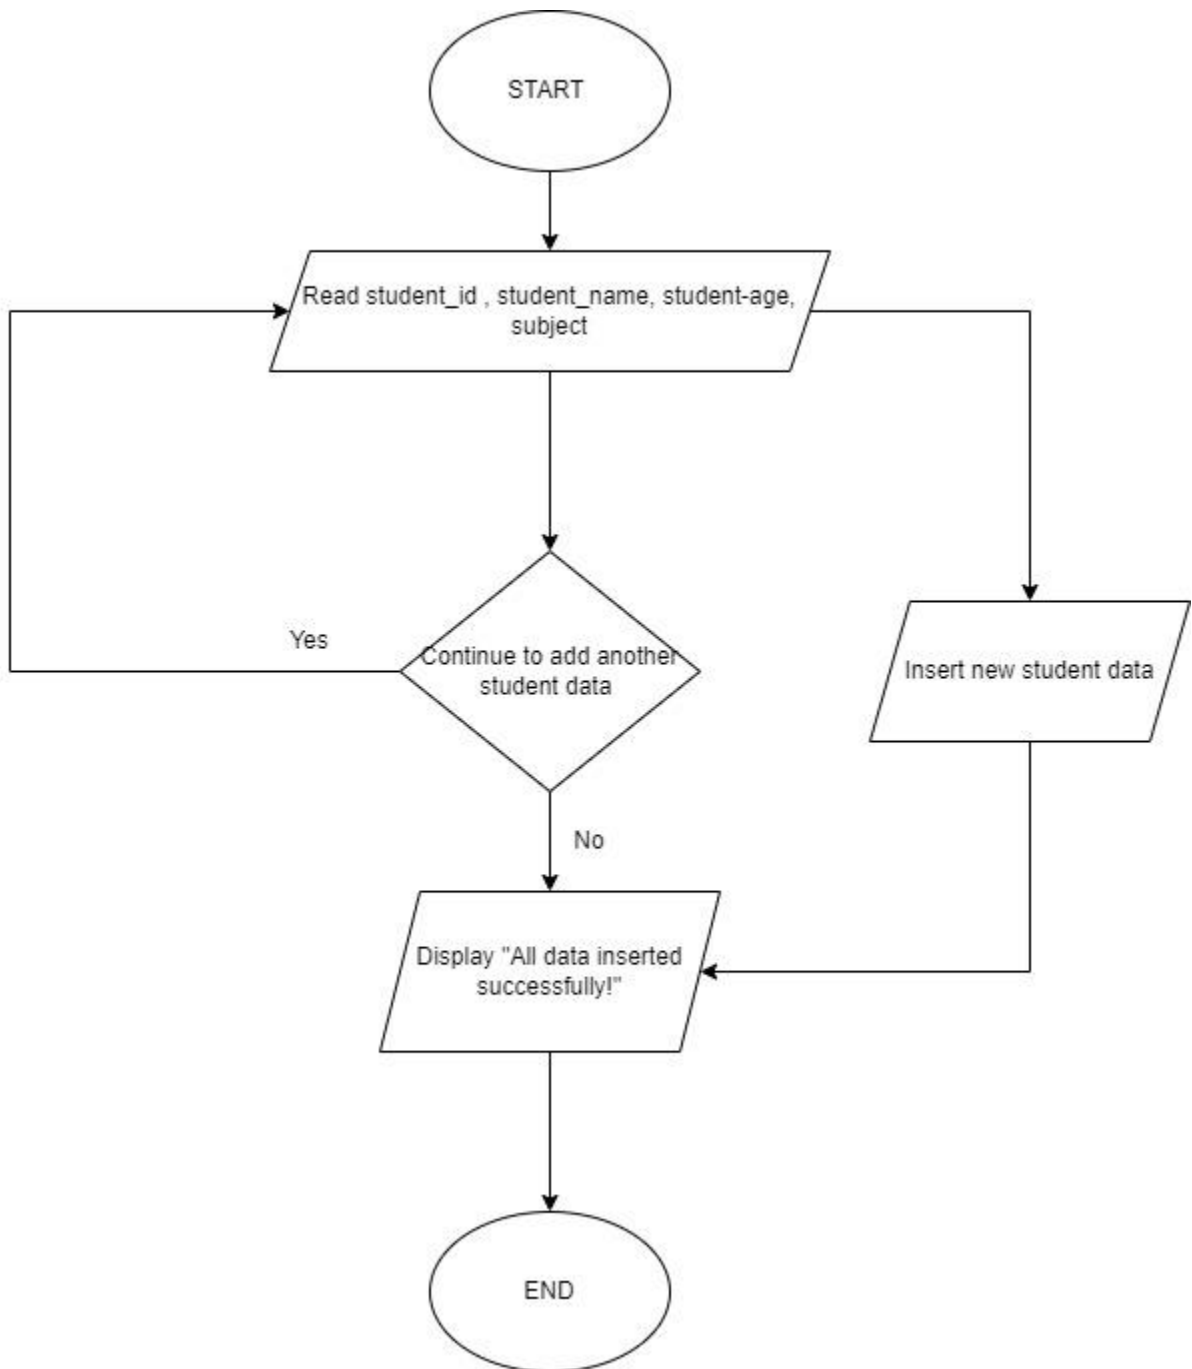 START
Read student_id , student_name, student-age,
subject
Yes
Continue to add another
student data
Insert new student data
No
Display "All data inserted
successfully!"
END